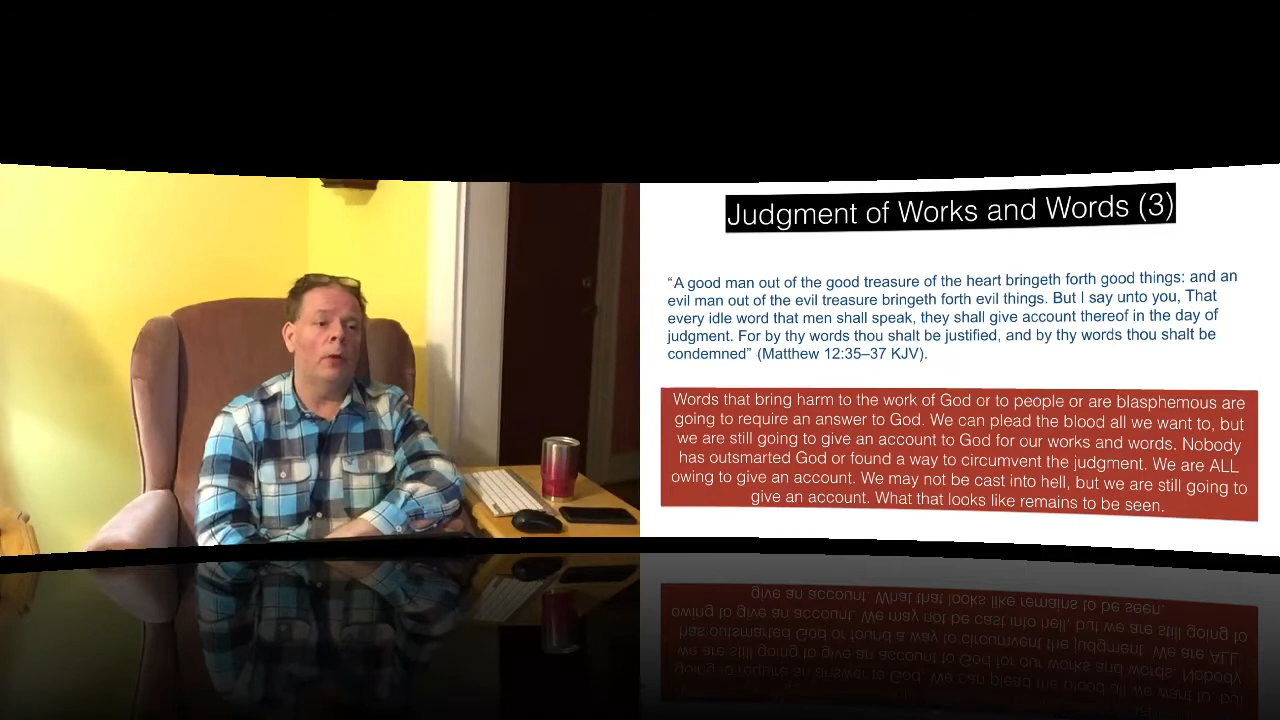 Judgment of Works and Words (3)
“A good man out of the good treasure of the heart bringeth forth good things: and an
evil man out of the evil treasure bringeth forth evil things. But I say unto you, That
every idle word that men shall speak, they shall give account thereof in the day of
judgment. For by thy words thou shalt be justified, and by thy words thou shalt be
condemned” (Matthew 12:35–37 KJV).
Words that bring harm to the work of God or to people or are blasphemous are
going to require an answer to God. We can plead the blood all we want to, but
we are still going to give an account to God for our works and words. Nobody
has outsmarted God or found a way to circumvent the judgment. We are ALL
owing to give an account. We may not be cast into hell, but we are still going to
give an account. What that looks like remains to be seen.